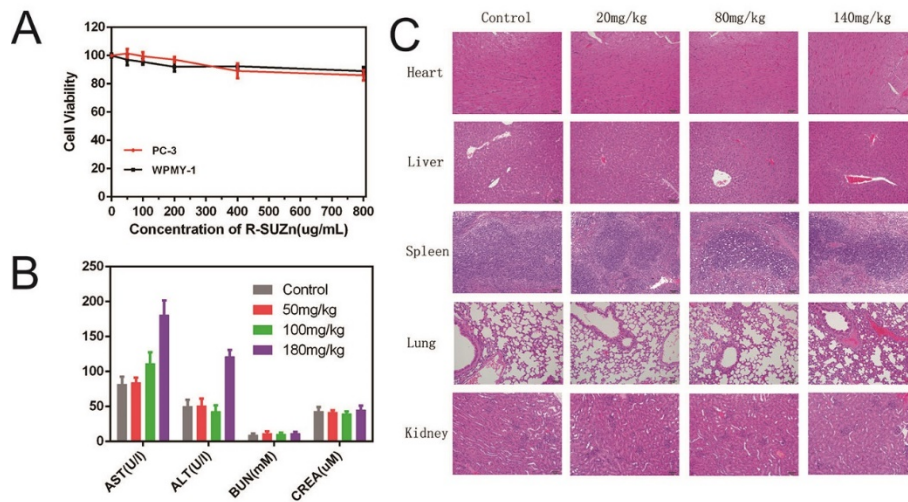 A
120
100
80
60
40
20
0
Cell Viability
PC-3
WPMY-1
0 100 200 300 400 500 600 700 800
Concentration of R-SUZn(ug/mL)
B
250
200
150
100
50
0
Control
50mg/kg
100mg/kg
180mg/kg
AST(U/l) ALT(U/l) BUN(mM) CREA(uM)
C
Control 20mg/kg 80mg/kg 140mg/kg
Heart
Liver
Spleen
Lung
Kidney